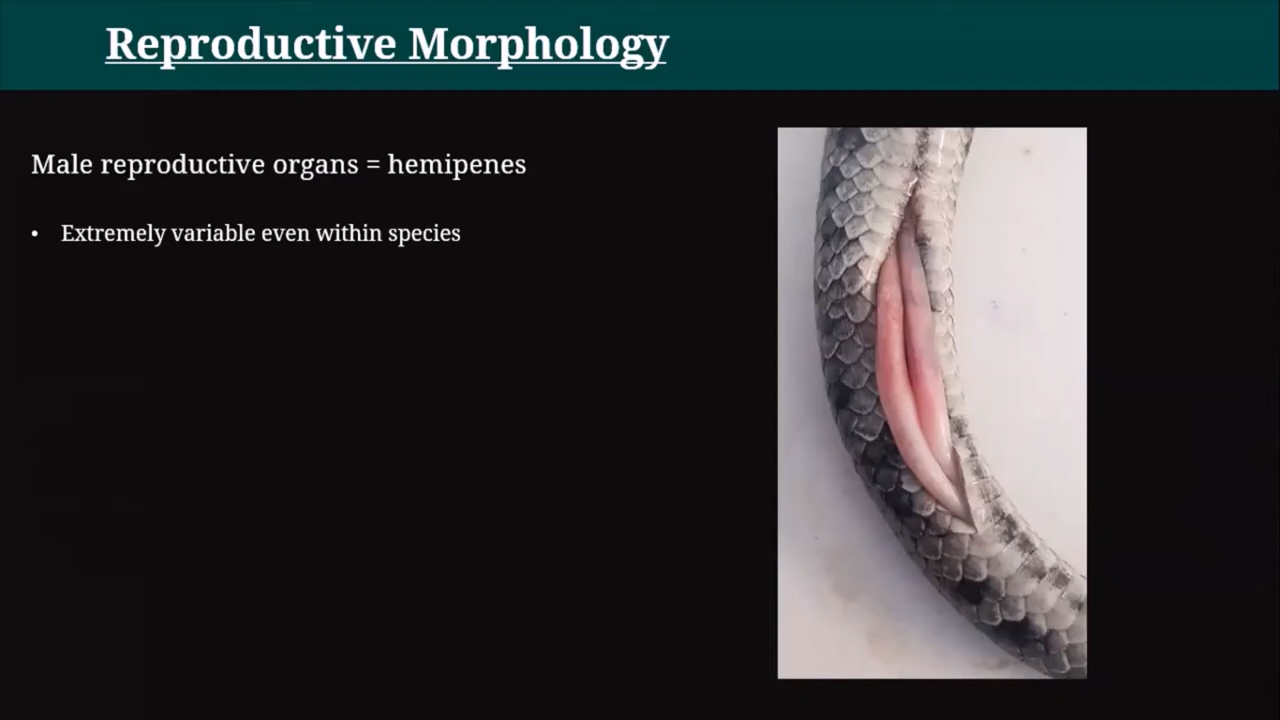 Reproductive Morphology
Male reproductive organs = hemipenes
• Extremely variable even within species